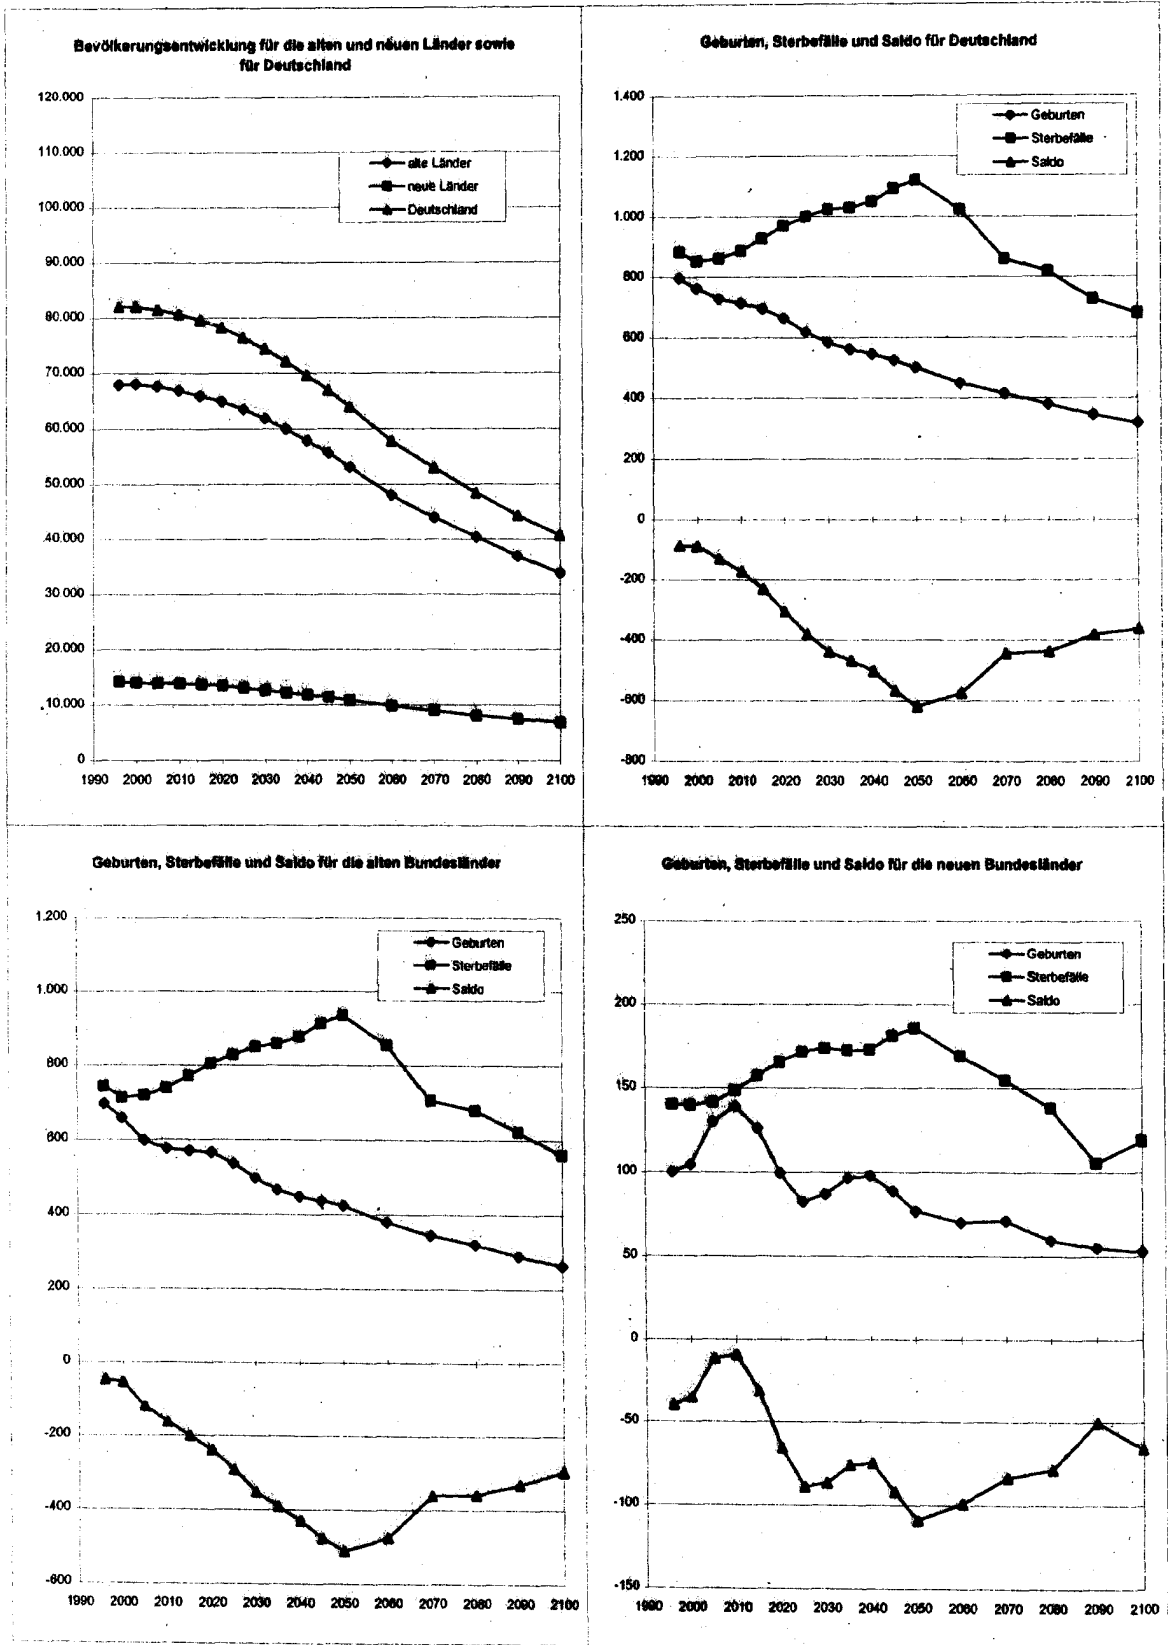 Bevölkerungsentwicklung für die alten und neuen Länder sowie
für Deutschland
120.000
110.000
100.000
90.000
80.000
70.000
60.000
50.000
40.000
30.000
20.000
10.000
0
alte Länder
neue Länder
Deutschland
1990 2000 2010 2020 2030 2040 2050 2060 2070 2080 2090 2100
Geburten, Sterbefälle und Saldo für Deutschland
1.400
1.200
1.000
800
600
400
200
0
-200
-400
-600
-800
Geburten
Sterbefälle
Saldo
1990 2000 2010 2020 2030 2040 2050 2060 2070 2080 2090 2100
Geburten, Sterbefälle und Saldo für die alten Bundesländer
1.200
1.000
800
600
400
200
0
-200
-400
-600
Geburten
Sterbefälle
Saldo
1990 2000 2010 2020 2030 2040 2050 2060 2070 2080 2090 2100
Geburten, Sterbefälle und Saldo für die neuen Bundesländer
250
200
150
100
50
0
-50
-100
-150
Geburten
Sterbefälle
Saldo
1990 2000 2010 2020 2030 2040 2050 2060 2070 2080 2090 2100